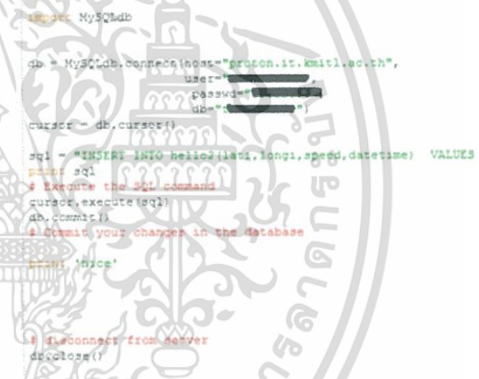 import MySQLdb
db = MySQLdb.connect(host="proton.it.kmitl.ac.th",
user="
passwd="
db=" ")
cursor = db.cursor()
sql = "INSERT INTO hello2(lati,longi,speed,datetime) VALUES
print sql
# Execute the SQL command
cursor.execute(sql)
db.commit()
# Commit your changes in the database
print 'nice'
# disconnect from server
db.close()